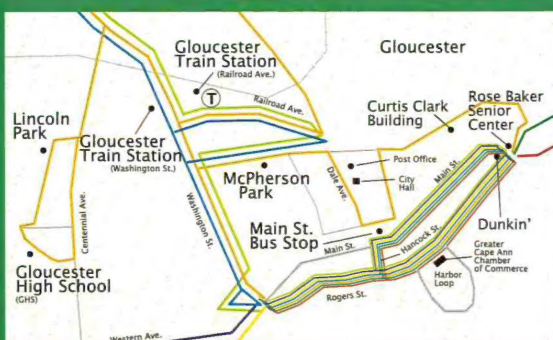 Gloucester
Train Station
(Railroad Ave.)
T
Railroad Ave.
Gloucester
Lincoln
Park
Gloucester
Train Station
(Washington St.)
Centennial Ave.
Gloucester
High School
(GHS)
Western Ave.
Washington St.
McPherson
Park
Dale Ave.
Post Office
City
Hall
Curtis Clark
Building
Rose Baker
Senior
Center
Main St.
Dunkin'
Main St.
Bus Stop
Main St.
Hancock St.
Rogers St.
Greater
Cape Ann
Chamber
of Commerce
Harbor
Loop